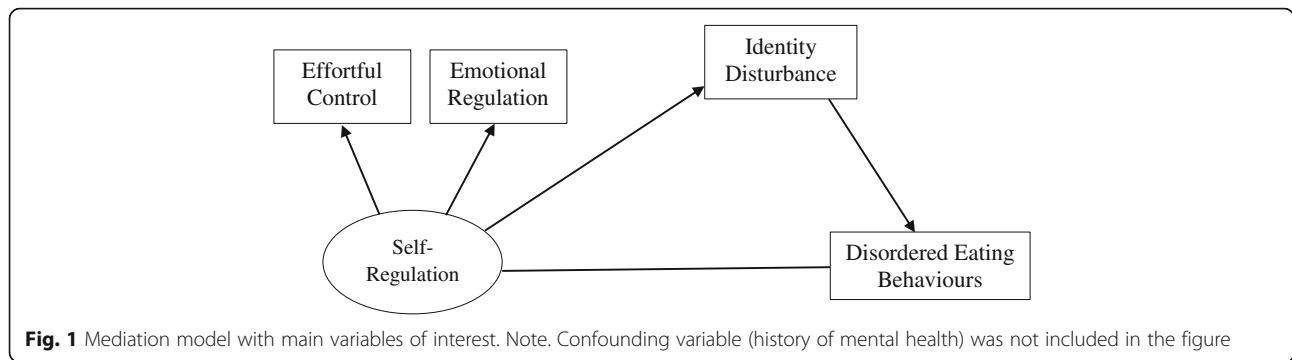 Effortful
Control
Emotional
Regulation
Identity
Disturbance
Self-
Regulation
Disordered Eating
Behaviours
Fig. 1 Mediation model with main variables of interest. Note. Confounding variable (history of mental health) was not included in the figure